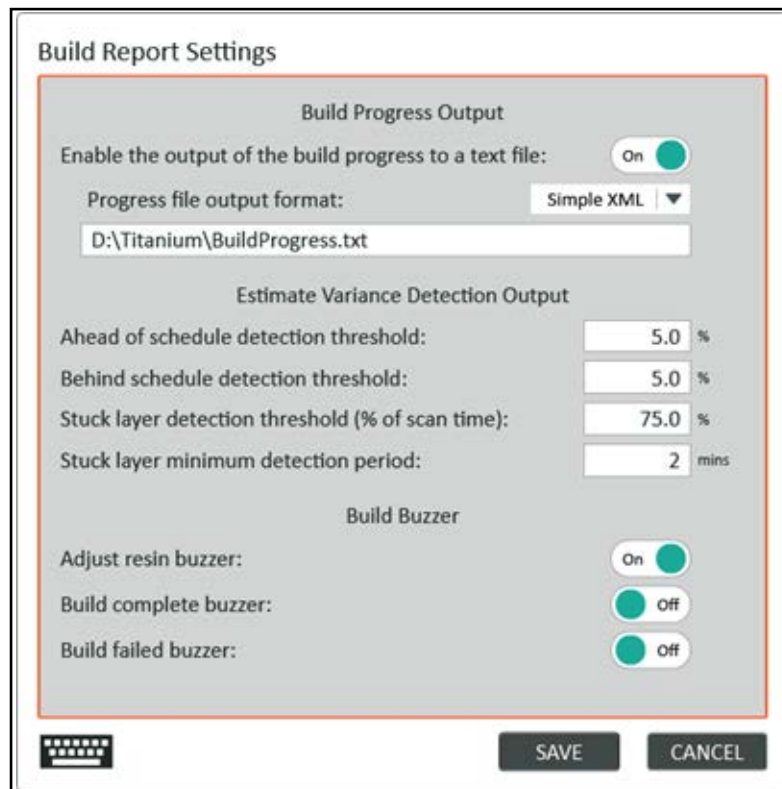 Build Report Settings
Build Progress Output
Enable the output of the build progress to a text file: On
Progress file output format: Simple XML
D:\Titanium\BuildProgress.txt
Estimate Variance Detection Output
Ahead of schedule detection threshold: 5.0 %
Behind schedule detection threshold: 5.0 %
Stuck layer detection threshold (% of scan time): 75.0 %
Stuck layer minimum detection period: 2 mins
Build Buzzer
Adjust resin buzzer: On
Build complete buzzer: Off
Build failed buzzer: Off
SAVE CANCEL